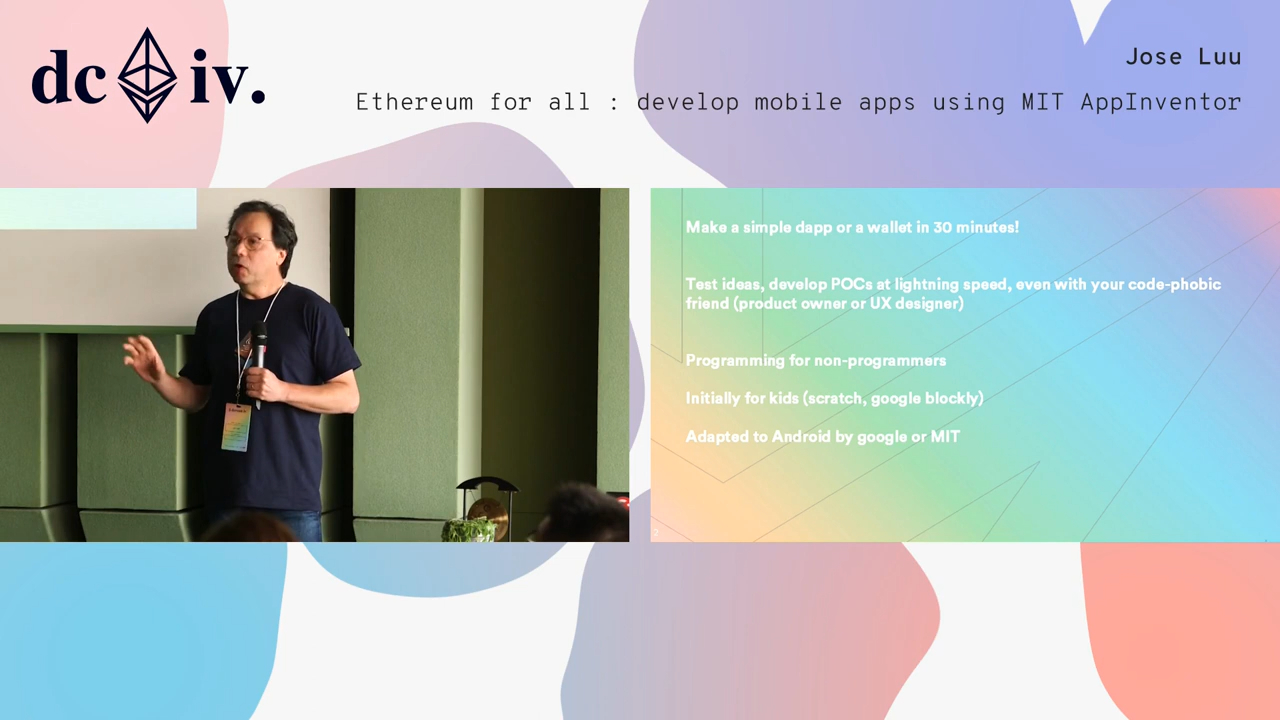 dc iv.
Jose Luu
Ethereum for all : develop mobile apps using MIT AppInventor
Make a simple dapp or a wallet in 30 minutes!
Test ideas, develop POCs at lightning speed, even with your code-phobic
friend (product owner or UX designer)
Programming for non-programmers
Initially for kids (scratch, google blockly)
Adapted to Android by google or MIT
3